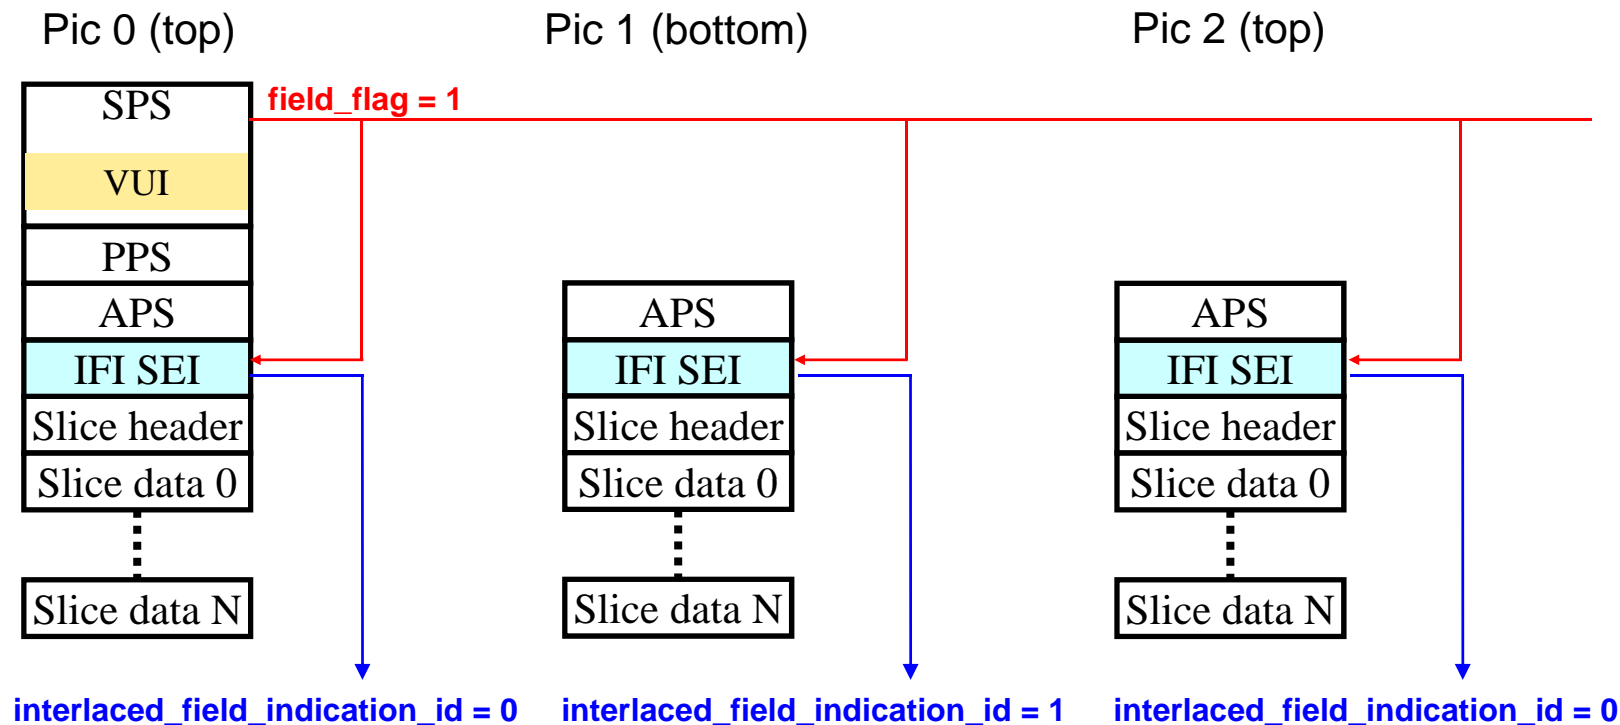 Pic 0 (top)
Pic 1 (bottom)
Pic 2 (top)
SPS
field_flag = 1
VUI
PPS
APS
IFI SEI
Slice header
Slice data 0
Slice data N
APS
IFI SEI
Slice header
Slice data 0
Slice data N
APS
IFI SEI
Slice header
Slice data 0
Slice data N
interlaced_field_indication_id = 0
interlaced_field_indication_id = 1
interlaced_field_indication_id = 0